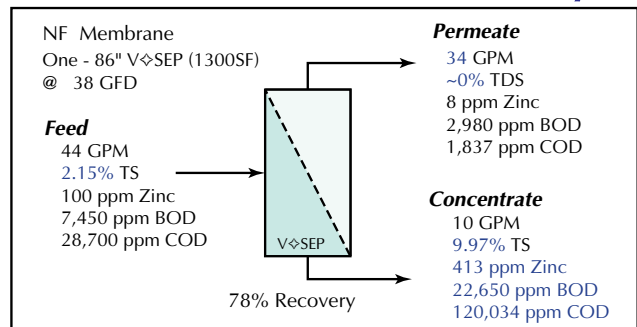 NF Membrane
One - 86" V✧SEP (1300SF)
@ 38 GFD
Feed
44 GPM
2.15% TS
100 ppm Zinc
7,450 ppm BOD
28,700 ppm COD
V✧SEP
78% Recovery
Permeate
34 GPM
~0% TDS
8 ppm Zinc
2,980 ppm BOD
1,837 ppm COD
Concentrate
10 GPM
9.97% TS
413 ppm Zinc
22,650 ppm BOD
120,034 ppm COD